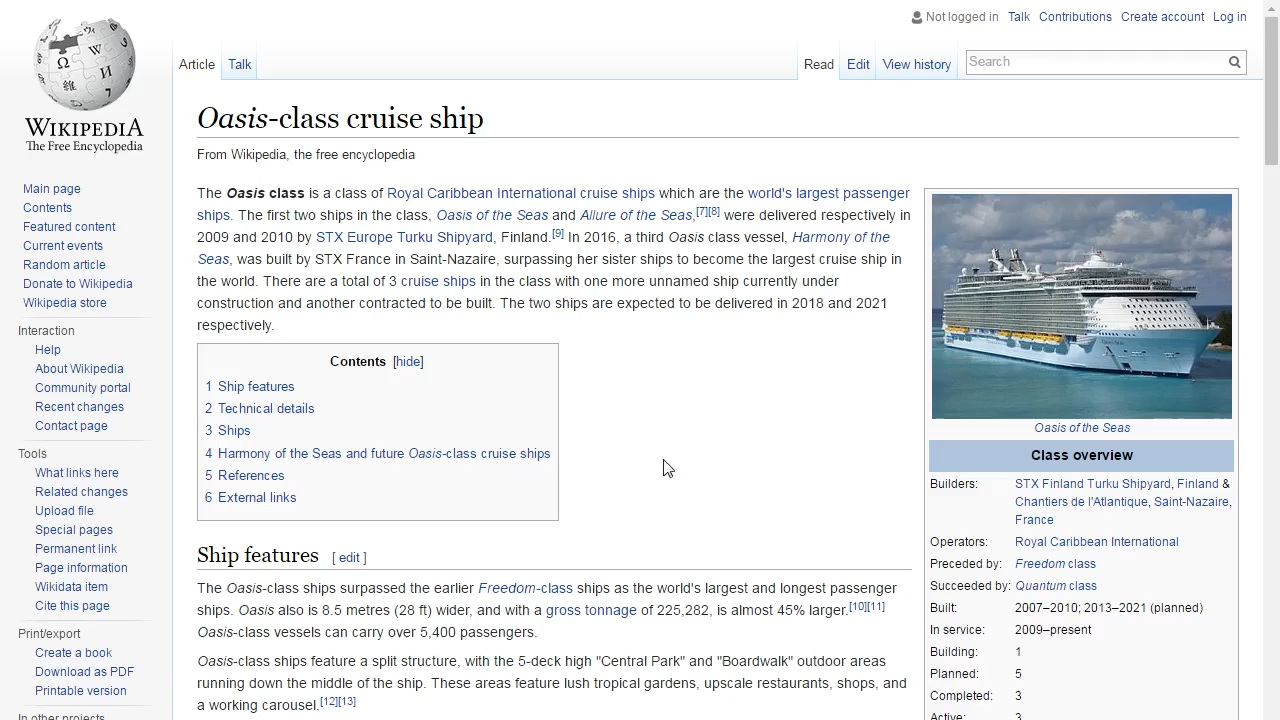 Not logged in Talk Contributions Create account Log in
Article Talk Read Edit View history Search
WIKIPEDIA
The Free Encyclopedia
Main page
Contents
Featured content
Current events
Random article
Donate to Wikipedia
Wikipedia store
Interaction
Help
About Wikipedia
Community portal
Recent changes
Contact page
Tools
What links here
Related changes
Upload file
Special pages
Permanent link
Page information
Wikidata item
Cite this page
Print/export
Create a book
Download as PDF
Printable version
In other projects
Oasis-class cruise ship
From Wikipedia, the free encyclopedia
The Oasis class is a class of Royal Caribbean International cruise ships which are the world's largest passenger
ships. The first two ships in the class, Oasis of the Seas and Allure of the Seas,[7][8] were delivered respectively in
2009 and 2010 by STX Europe Turku Shipyard, Finland.[9] In 2016, a third Oasis class vessel, Harmony of the
Seas, was built by STX France in Saint-Nazaire, surpassing her sister ships to become the largest cruise ship in
the world. There are a total of 3 cruise ships in the class with one more unnamed ship currently under
construction and another contracted to be built. The two ships are expected to be delivered in 2018 and 2021
respectively.
Contents [hide]
1 Ship features
2 Technical details
3 Ships
4 Harmony of the Seas and future Oasis-class cruise ships
5 References
6 External links
Ship features [ edit ]
The Oasis-class ships surpassed the earlier Freedom-class ships as the world's largest and longest passenger
ships. Oasis also is 8.5 metres (28 ft) wider, and with a gross tonnage of 225,282, is almost 45% larger.[10][11]
Oasis-class vessels can carry over 5,400 passengers.
Oasis-class ships feature a split structure, with the 5-deck high "Central Park" and "Boardwalk" outdoor areas
running down the middle of the ship. These areas feature lush tropical gardens, upscale restaurants, shops, and
a working carousel.[12][13]
Oasis of the Seas
Class overview
Builders: STX Finland Turku Shipyard, Finland &
Chantiers de l'Atlantique, Saint-Nazaire,
France
Operators: Royal Caribbean International
Preceded by: Freedom class
Succeeded by: Quantum class
Built: 2007–2010; 2013–2021 (planned)
In service: 2009–present
Building: 1
Planned: 5
Completed: 3
Active: 3